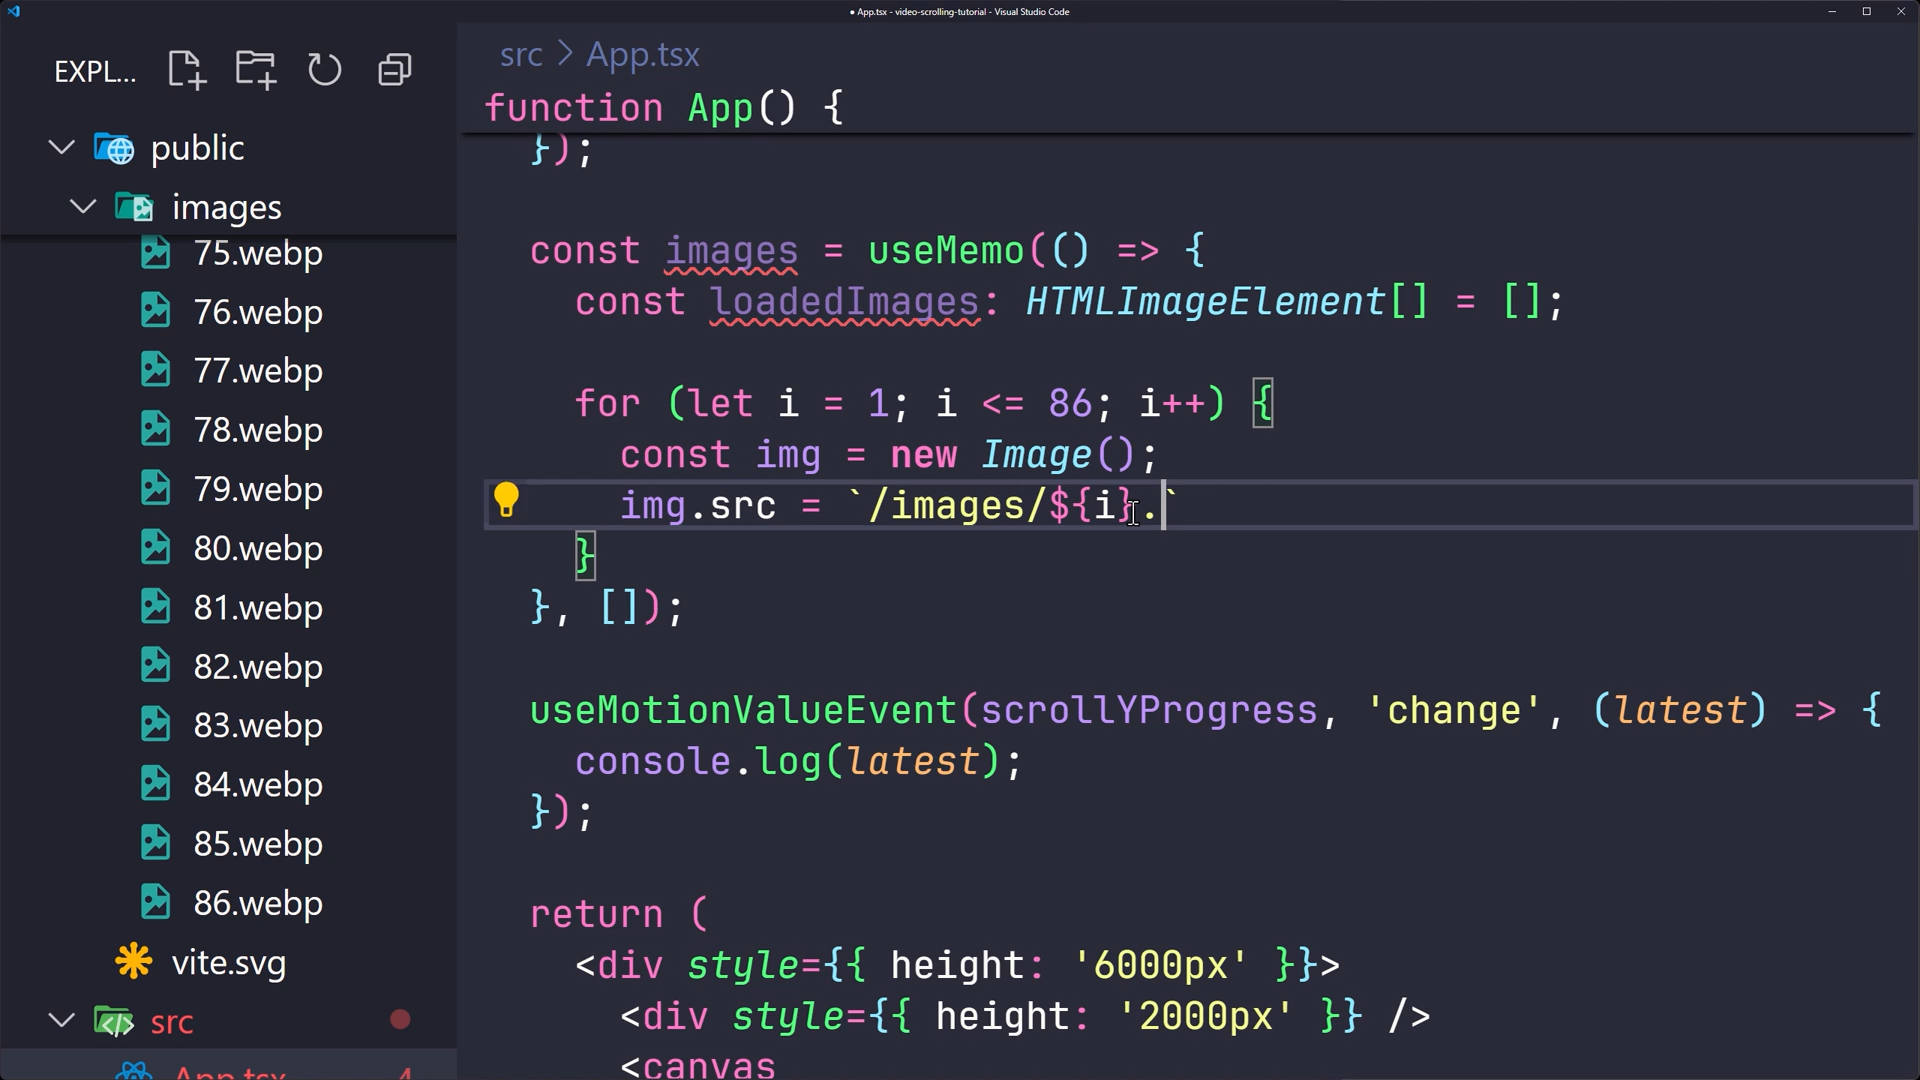 ● App.tsx - video-scrolling-tutorial - Visual Studio Code
EXPL...
public
images
75.webp
76.webp
77.webp
78.webp
79.webp
80.webp
81.webp
82.webp
83.webp
84.webp
85.webp
86.webp
vite.svg
src
App.tsx 4
src > App.tsx
function App() {
});
const images = useMemo(() => {
const loadedImages: HTMLImageElement[] = [];
for (let i = 1; i <= 86; i++) {
const img = new Image();
img.src = `/images/${i}.`
}
}, []);
useMotionValueEvent(scrollYProgress, 'change', (latest) => {
console.log(latest);
});
return (
<div style={{ height: '6000px' }}>
<div style={{ height: '2000px' }} />
<canvas